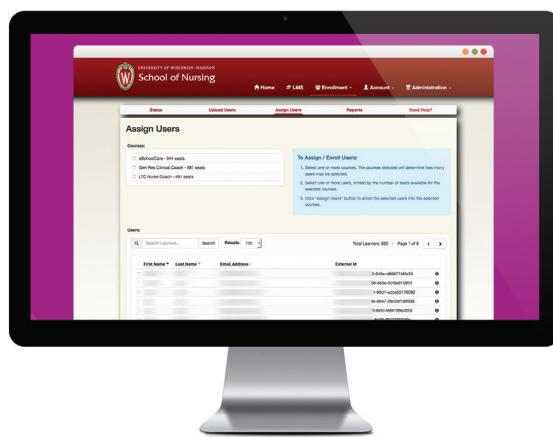 UNIVERSITY OF WISCONSIN-MADISON
School of Nursing
Home LMS Enrollment Account Administration
Status Upload Users Assign Users Reports Need Help?
Assign Users
Courses:
eSchoolCare - 344 seats
Gen-Res Clinical Coach - 981 seats
LTC Nurse Coach - 491 seats
To Assign / Enroll Users:
1. Select one or more courses. The courses selected will determine how many
users may be selected.
2. Select one or more users, limited by the number of seats available for the
selected courses.
3. Click "Assign Users" button to enroll the selected users into the selected
courses.
Users:
Search Learners... Search Results 100 Total Learners: 800 - Page 1 of 9
First Name Last Name Email Address External Id